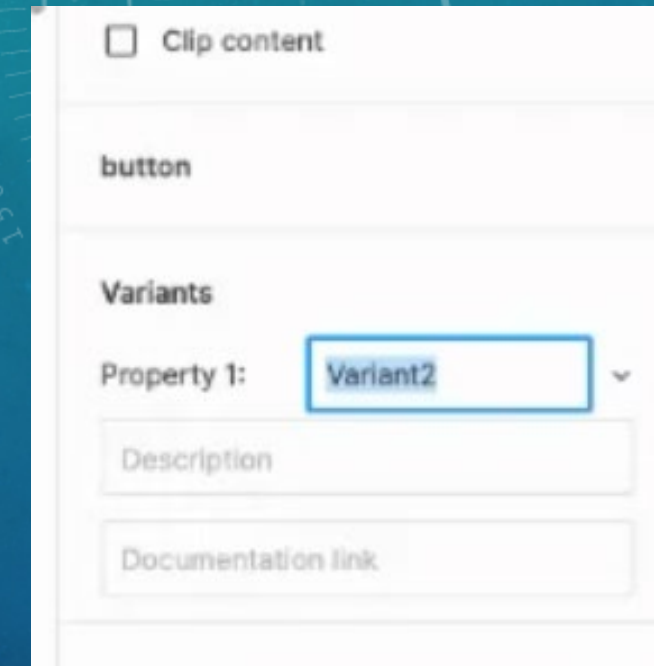 Clip content
button
Variants
Property 1: Variant2
Description
Documentation link